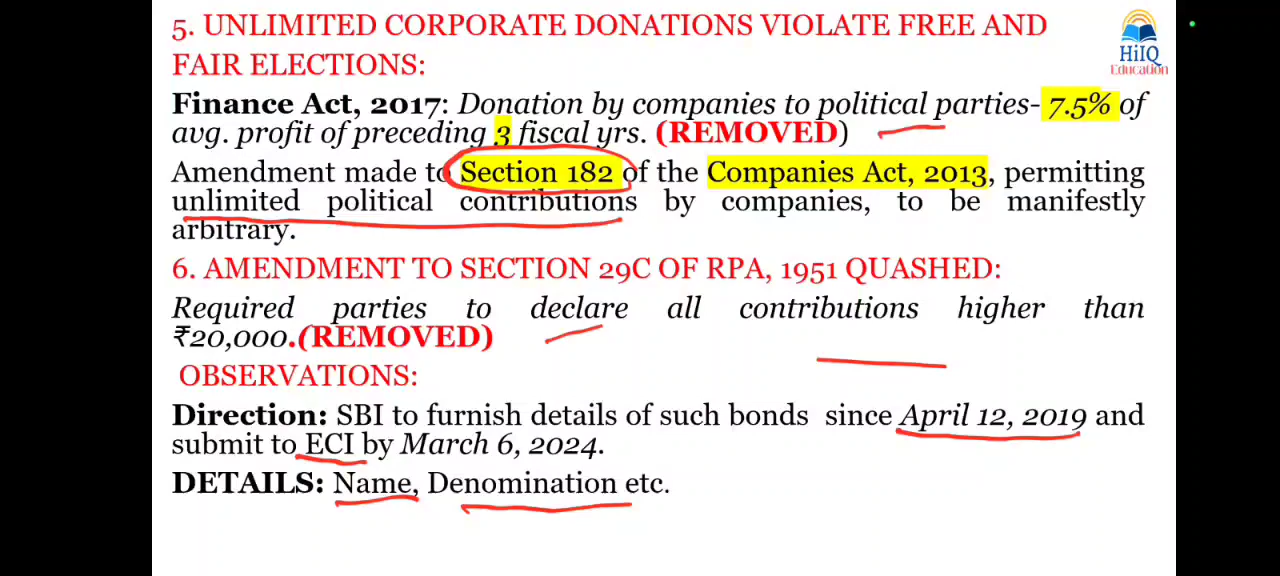 5. UNLIMITED CORPORATE DONATIONS VIOLATE FREE AND
FAIR ELECTIONS:
HiIQ
Education
Finance Act, 2017: Donation by companies to political parties- 7.5% of
avg. profit of preceding 3 fiscal yrs. (REMOVED)
Amendment made to Section 182 of the Companies Act, 2013, permitting
unlimited political contributions by companies, to be manifestly
arbitrary.
6. AMENDMENT TO SECTION 29C OF RPA, 1951 QUASHED:
Required parties to declare all contributions higher than
₹20,000.(REMOVED)
OBSERVATIONS:
Direction: SBI to furnish details of such bonds since April 12, 2019 and
submit to ECI by March 6, 2024.
DETAILS: Name, Denomination etc.